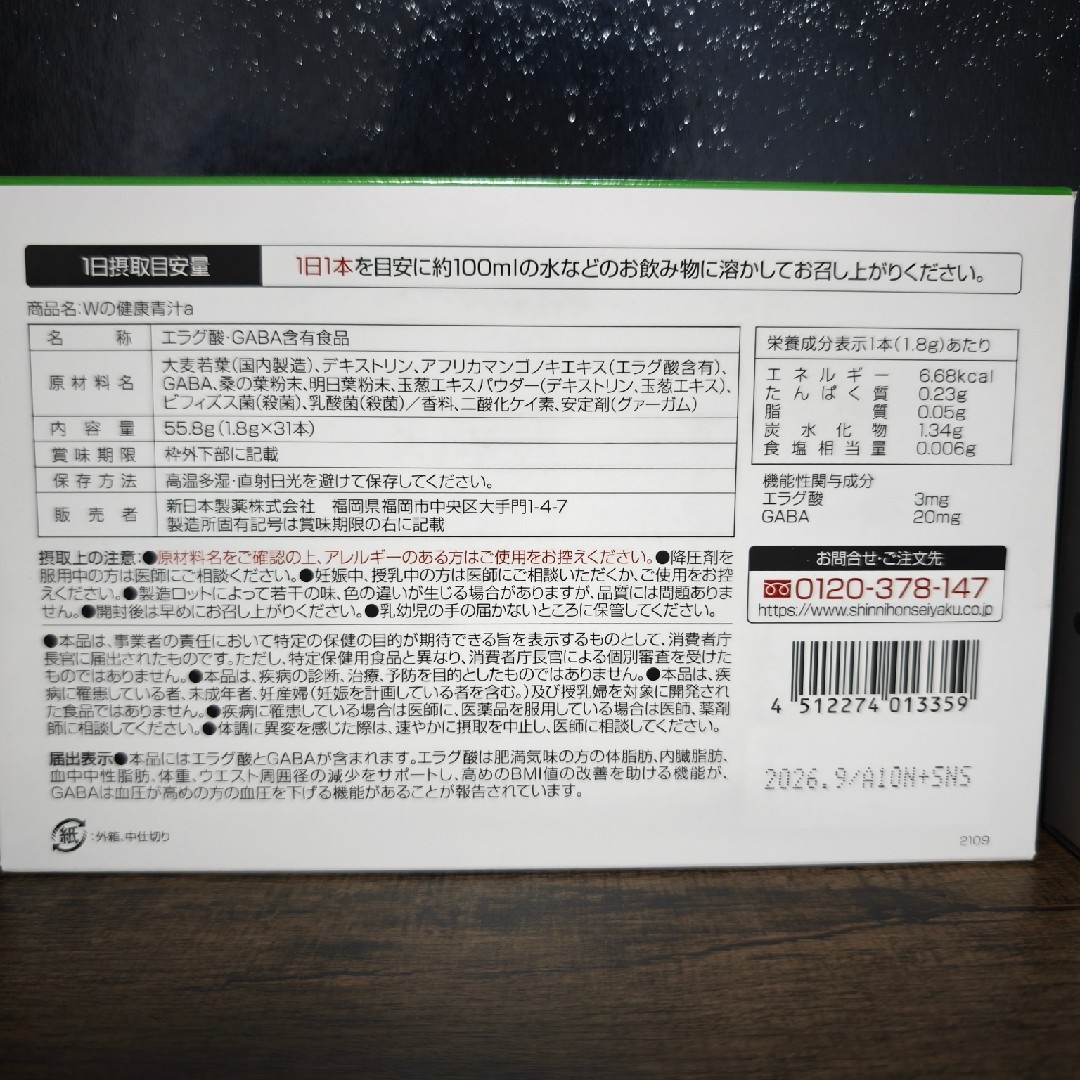 1日摂取目安量
1日1本を目安に約100mlの水などのお飲み物に溶かしてお召し上がりください。
商品名:Wの健康青汁a
名称 エラグ酸・GABA含有食品
原材料名 大麦若葉(国内製造)、デキストリン、アフリカマンゴノキエキス(エラグ酸含有)、
GABA、桑の葉粉末、明日葉粉末、玉葱エキスパウダー(デキストリン、玉葱エキス)、
ビフィズス菌(殺菌)、乳酸菌(殺菌)/香料、二酸化ケイ素、安定剤(グァーガム)
内容量 55.8g(1.8g×31本)
賞味期限 枠外下部に記載
保存方法 高温多湿・直射日光を避けて保存してください。
販売者 新日本製薬株式会社 福岡県福岡市中央区大手門1-4-7
製造所固有記号は賞味期限の右に記載
栄養成分表示1本(1.8g)あたり
エネルギー 6.68kcal
たんぱく質 0.23g
脂質 0.05g
炭水化物 1.34g
食塩相当量 0.006g
機能性関与成分
エラグ酸 3mg
GABA 20mg
摂取上の注意:●原材料名をご確認の上、アレルギーのある方はご使用をお控えください。●降圧剤を
服用中の方は医師にご相談ください。●妊娠中、授乳中の方は医師にご相談いただくか、ご使用をお控
えください。●製造ロットによって若干の味、色の違いが生じる場合がありますが、品質には問題ありま
せん。●開封後は早めにお召し上がりください。●乳幼児の手の届かないところに保管してください。
●本品は、事業者の責任において特定の保健の目的が期待できる旨を表示するものとして、消費者庁
長官に届出されたものです。ただし、特定保健用食品と異なり、消費者庁長官による個別審査を受けた
ものではありません。●本品は、疾病の診断、治療、予防を目的としたものではありません。●本品は、疾
病に罹患している者、未成年者、妊産婦(妊娠を計画している者を含む。)及び授乳婦を対象に開発され
た食品ではありません。●疾病に罹患している場合は医師に、医薬品を服用している場合は医師、薬剤
師に相談してください。●体調に異変を感じた際は、速やかに摂取を中止し、医師に相談してください。
届出表示●本品にはエラグ酸とGABAが含まれます。エラグ酸は肥満気味の方の体脂肪、内臓脂肪、
血中中性脂肪、体重、ウエスト周囲径の減少をサポートし、高めのBMI値の改善を助ける機能が、
GABAは血圧が高めの方の血圧を下げる機能があることが報告されています。
お問合せ・ご注文先
0120-378-147
https://www.shinnihonseiyaku.co.jp
4 512274 013359
2026.9/A10N+SNS
紙:外箱、中仕切り
2109